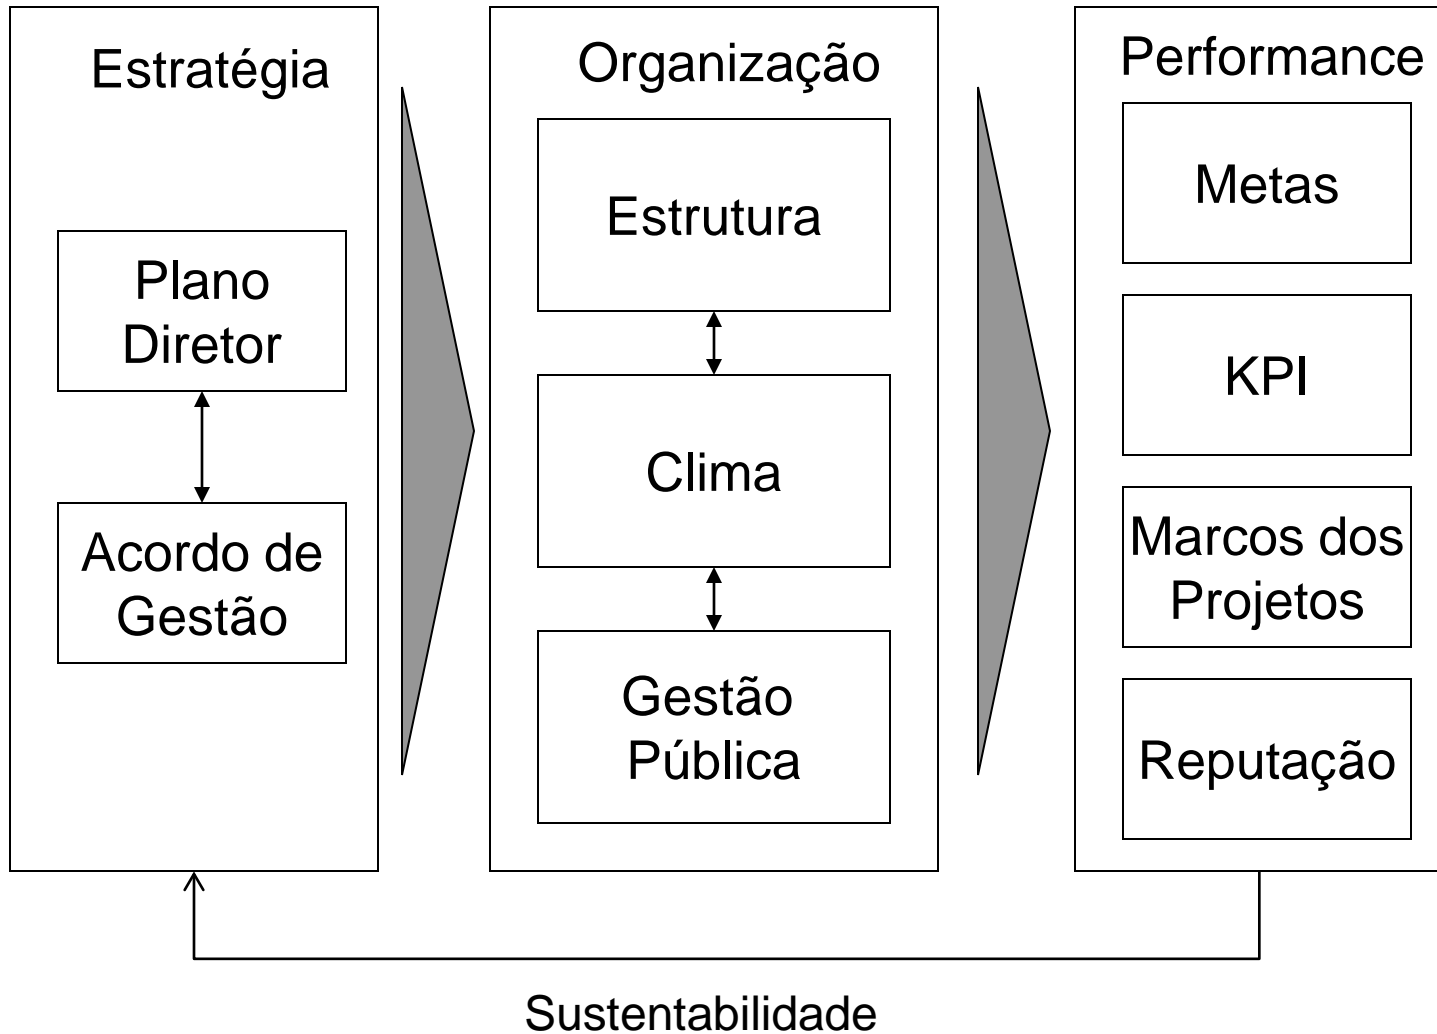 Estratégia
Plano
Diretor
Acordo de
Gestão
Organização
Estrutura
Clima
Gestão
Pública
Performance
Metas
KPI
Marcos dos
Projetos
Reputação
Sustentabilidade